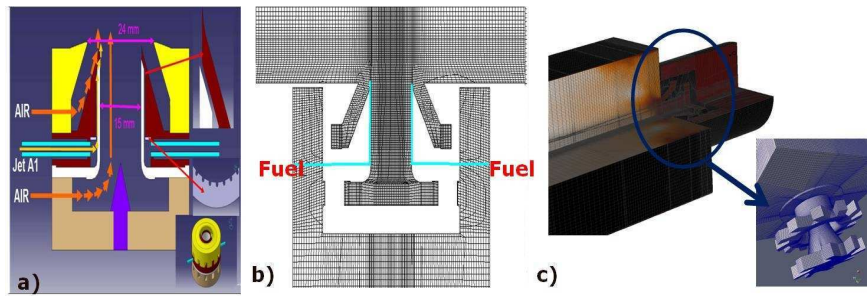 24 mm
AIR
15 mm
Jet A1
AIR
a)
Fuel
Fuel
b)
c)